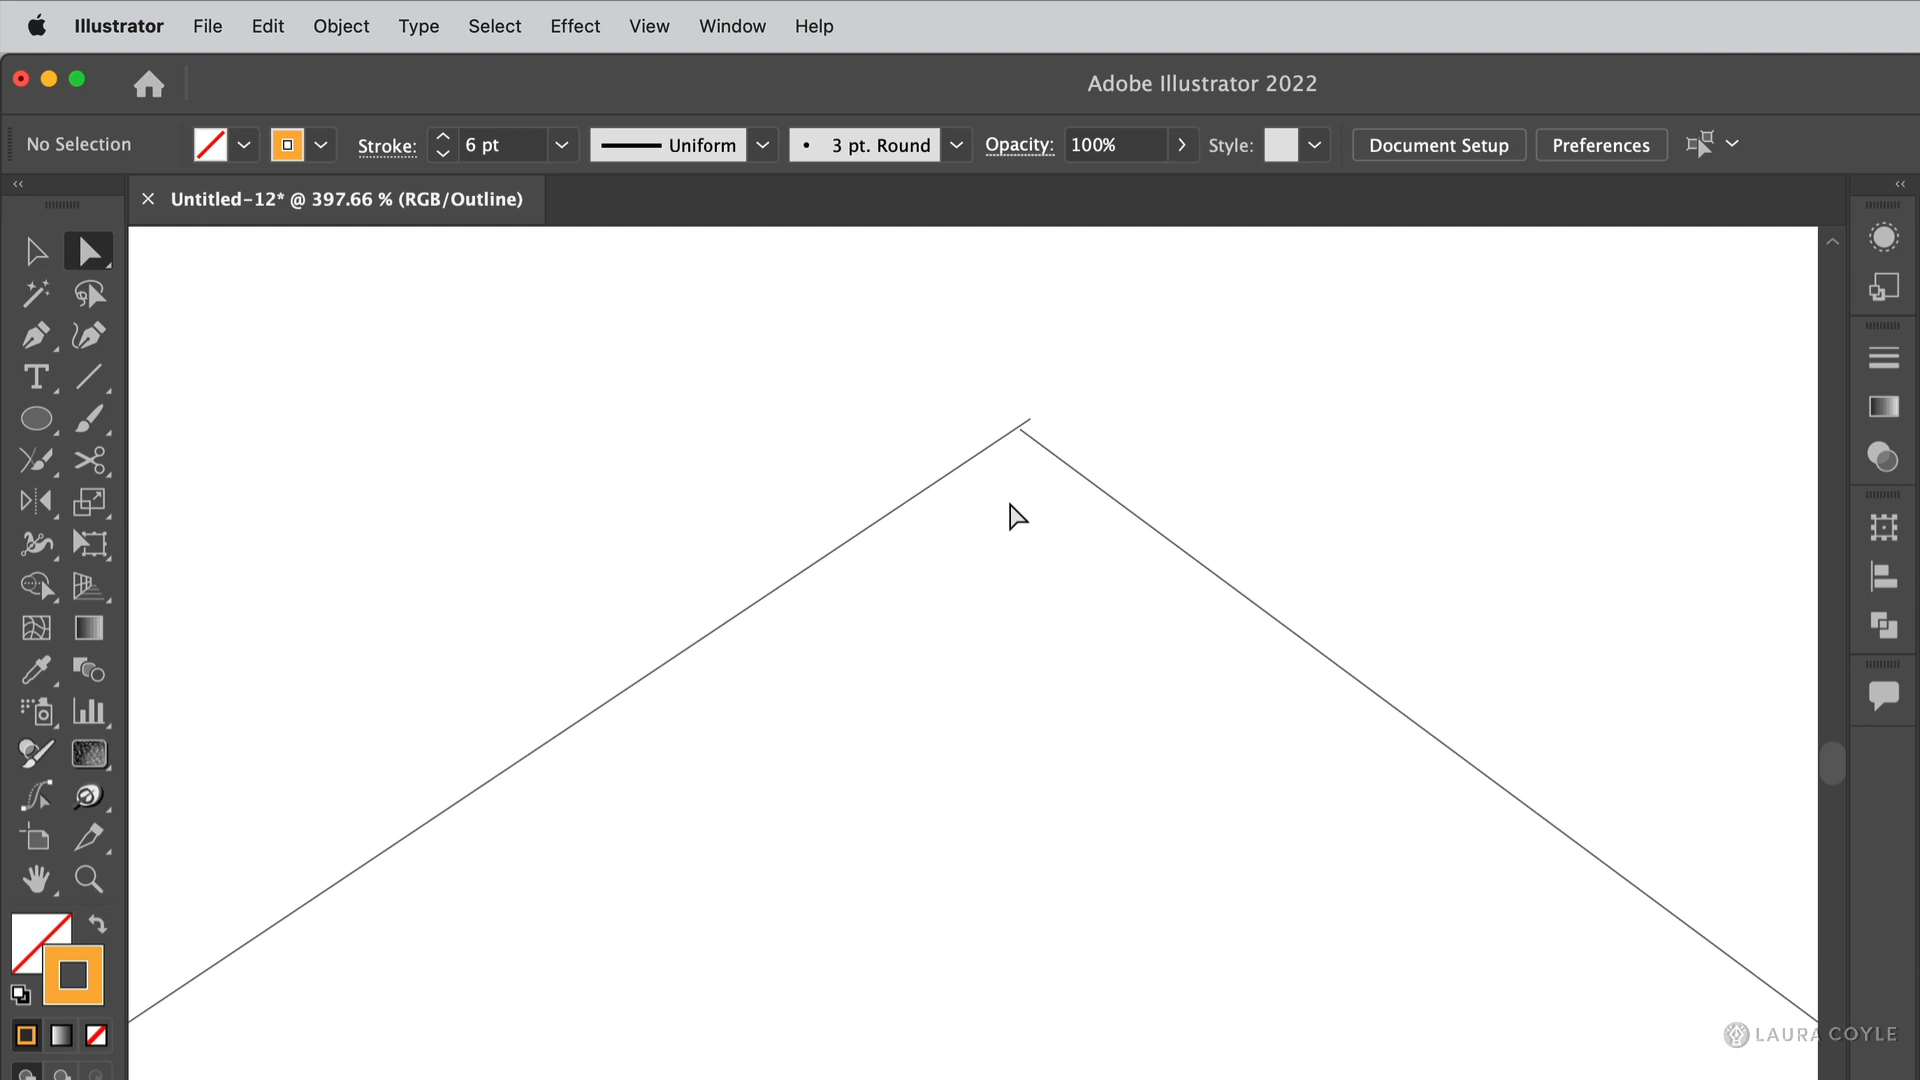 Illustrator File Edit Object Type Select Effect View Window Help
Adobe Illustrator 2022
No Selection Stroke: 6 pt Uniform 3 pt. Round Opacity: 100% Style: Document Setup Preferences
Untitled-12* @ 397.66 % (RGB/Outline)
LAURA COYLE